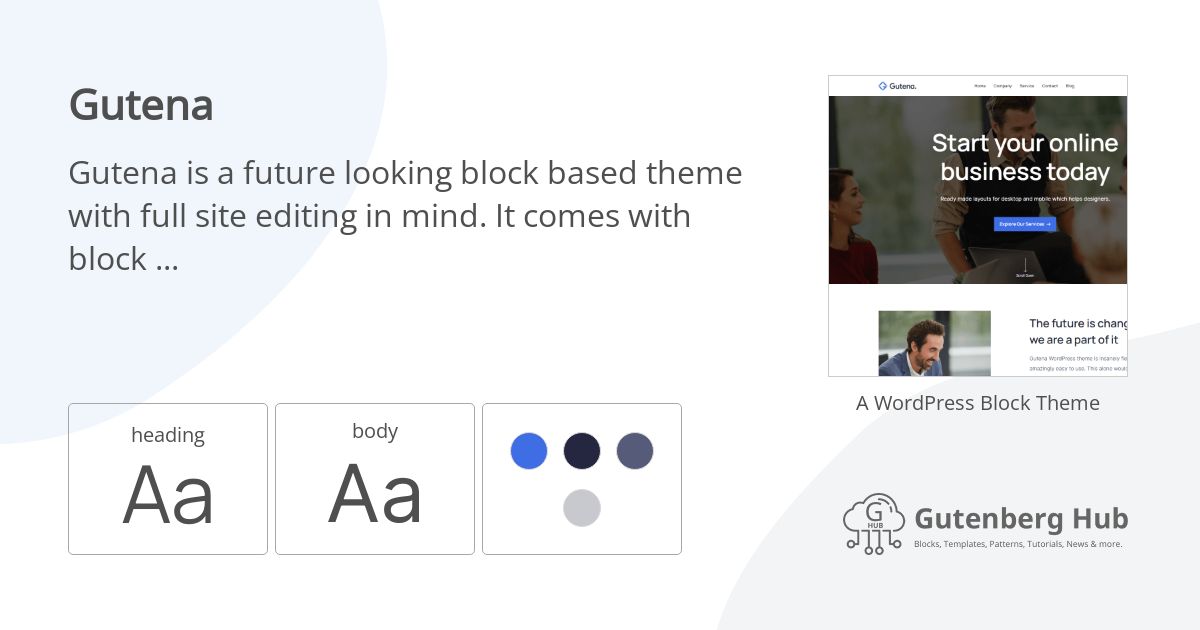 Gutena
Gutena is a future looking block based theme
with full site editing in mind. It comes with
block ...
heading
Aa
body
Aa
Gutena.
Home Company Service Contact Blog
Start your online
business today
Ready made layouts for desktop and mobile which helps designers.
Explore Our Services →
Scroll Down
The future is chang
we are a part of it
Gutena WordPress theme is insanely fle
amazingly easy to use. This alone would
A WordPress Block Theme
G
HUB
Gutenberg Hub
Blocks, Templates, Patterns, Tutorials, News & more.